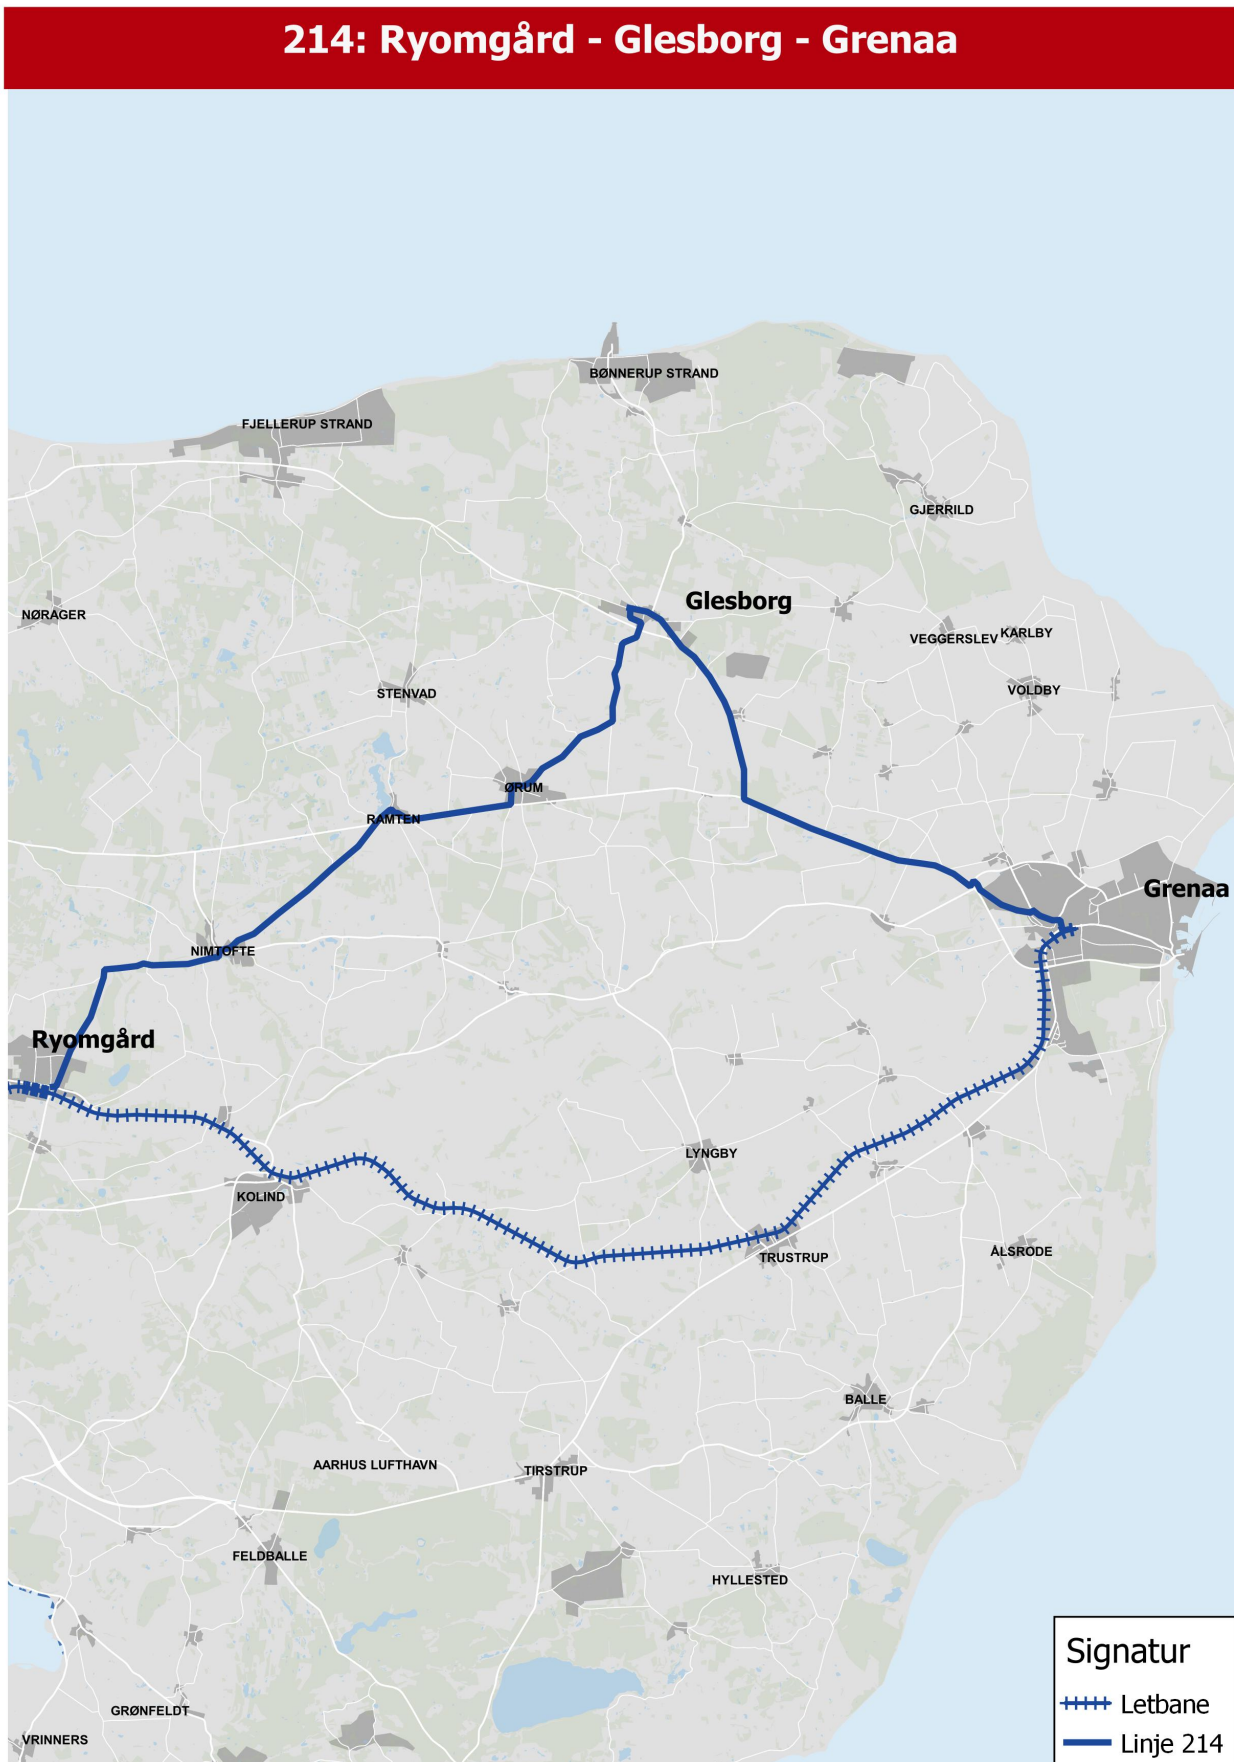 214: Ryomgård - Glesborg - Grenaa
BØNNERUP STRAND
FJELLERUP STRAND
GJERRILD
Glesborg
NØRAGER
VEGGERSLEV
KARLBY
STENVAD
VOLDBY
ØRUM
RAMTEN
Grenaa
NIMTOFTE
Ryomgård
LYNGBY
KOLIND
TRUSTRUP
ÅLSRODE
BALLE
AARHUS LUFTHAVN
TIRSTRUP
FELDBALLE
HYLLESTED
GRØNFELDT
VRINNERS
Signatur
Letbane
Linje 214